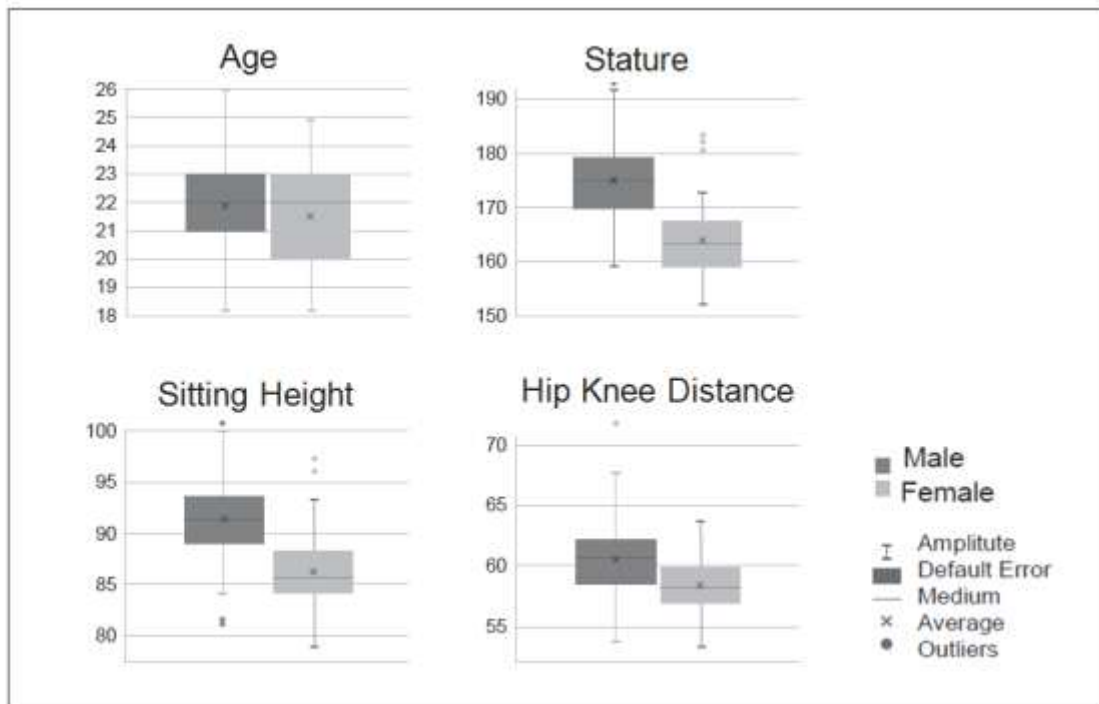 Age
26
25
24
23
22
21
20
19
18
Stature
190
180
170
160
150
Sitting Height
100
95
90
85
80
Hip Knee Distance
70
65
60
55
Male
Female
Amplitute
Default Error
Medium
Average
Outliers